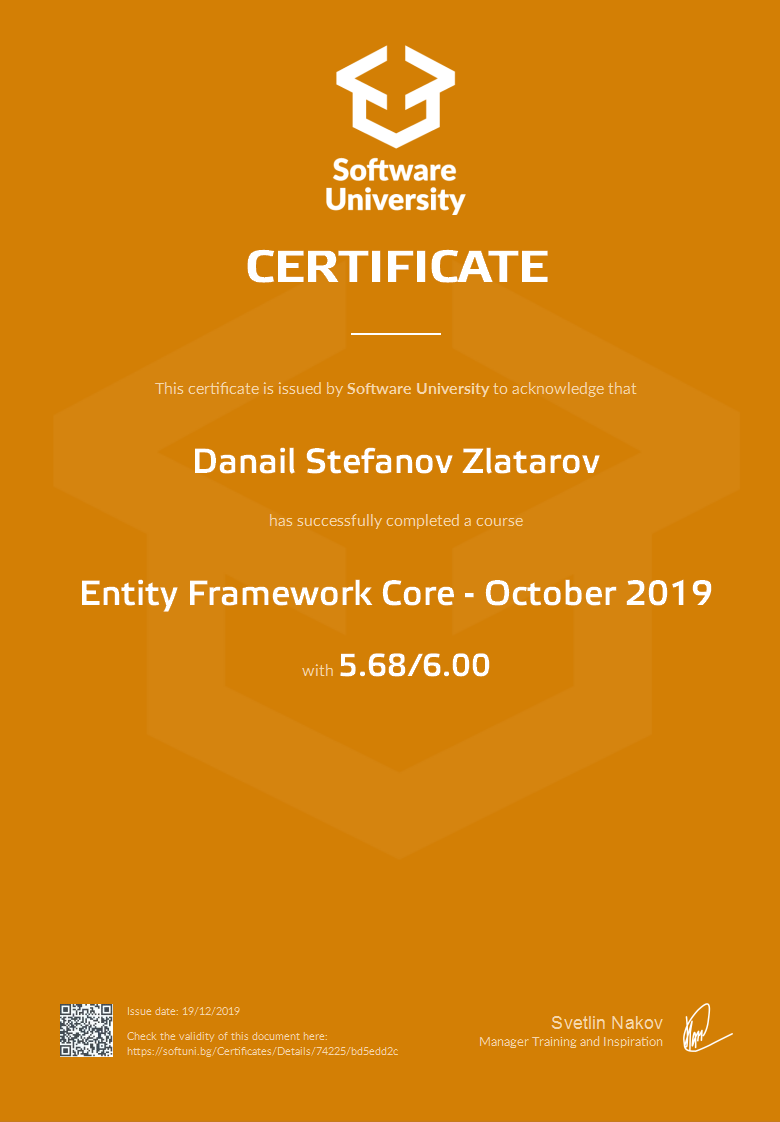 Software
University
CERTIFICATE
This certificate is issued by Software University to acknowledge that
Danail Stefanov Zlatarov
has successfully completed a course
Entity Framework Core - October 2019
with 5.68/6.00
Issue date: 19/12/2019
Check the validity of this document here:
https://softuni.bg/Certificates/Details/74225/bd5edd2c
Svetlin Nakov
Manager Training and Inspiration